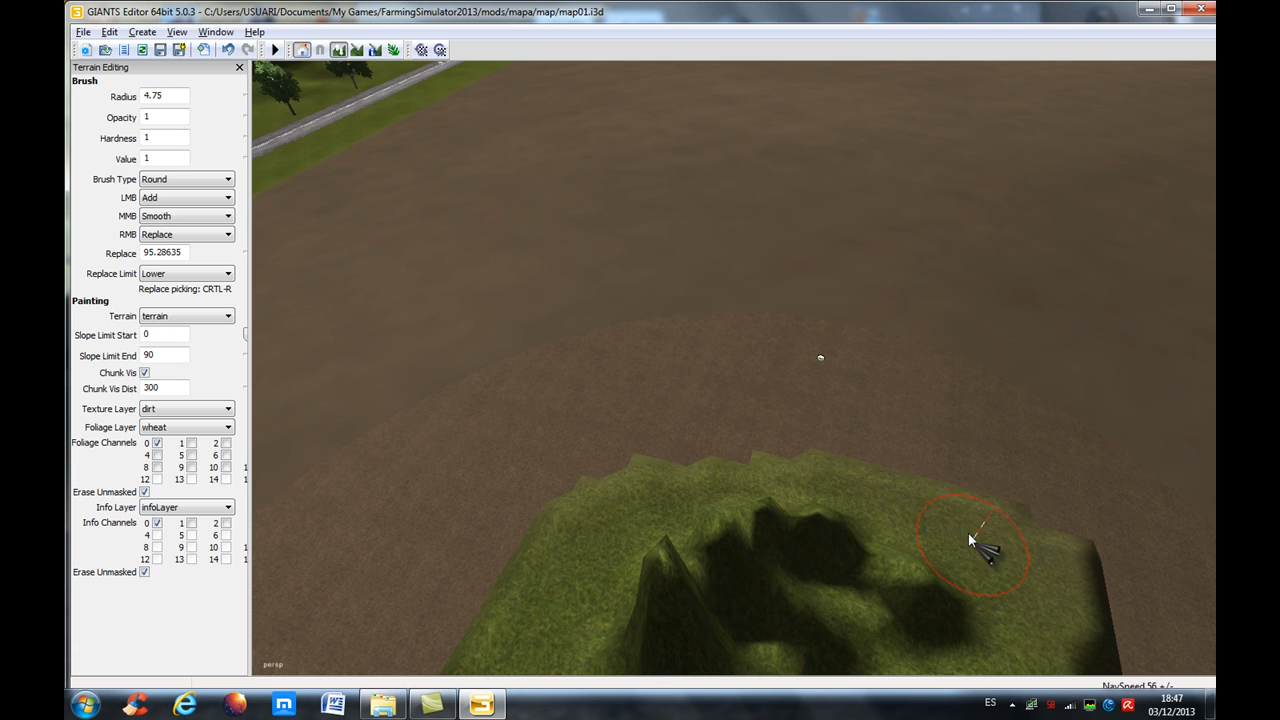 GIANTS Editor 64bit 5.0.3 - C:/Users/USUARI/Documents/My Games/FarmingSimulator2013/mods/mapa/map/map01.i3d
File Edit Create View Window Help
Terrain Editing
Brush
Radius 4.75
Opacity 1
Hardness 1
Value 1
Brush Type Round
LMB Add
MMB Smooth
RMB Replace
Replace 95.28635
Replace Limit Lower
Replace picking: CRTL-R
Painting
Terrain terrain
Slope Limit Start 0
Slope Limit End 90
Chunk Vis
Chunk Vis Dist 300
Texture Layer dirt
Foliage Layer wheat
Foliage Channels 0 1 2
4 5 6
8 9 10 1
12 13 14 1
Erase Unmasked
Info Layer infoLayer
Info Channels 0 1 2
4 5 6
8 9 10 1
12 13 14 1
Erase Unmasked
persp
NavSpeed 56 +/-
ES
18:47
03/12/2013